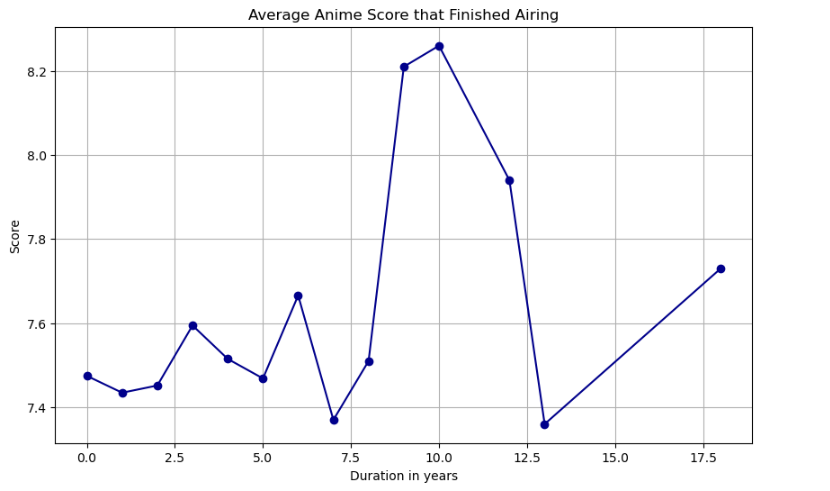 Average Anime Score that Finished Airing
8.2
8.0
7.8
7.6
7.4
Score
0.0 2.5 5.0 7.5 10.0 12.5 15.0 17.5
Duration in years